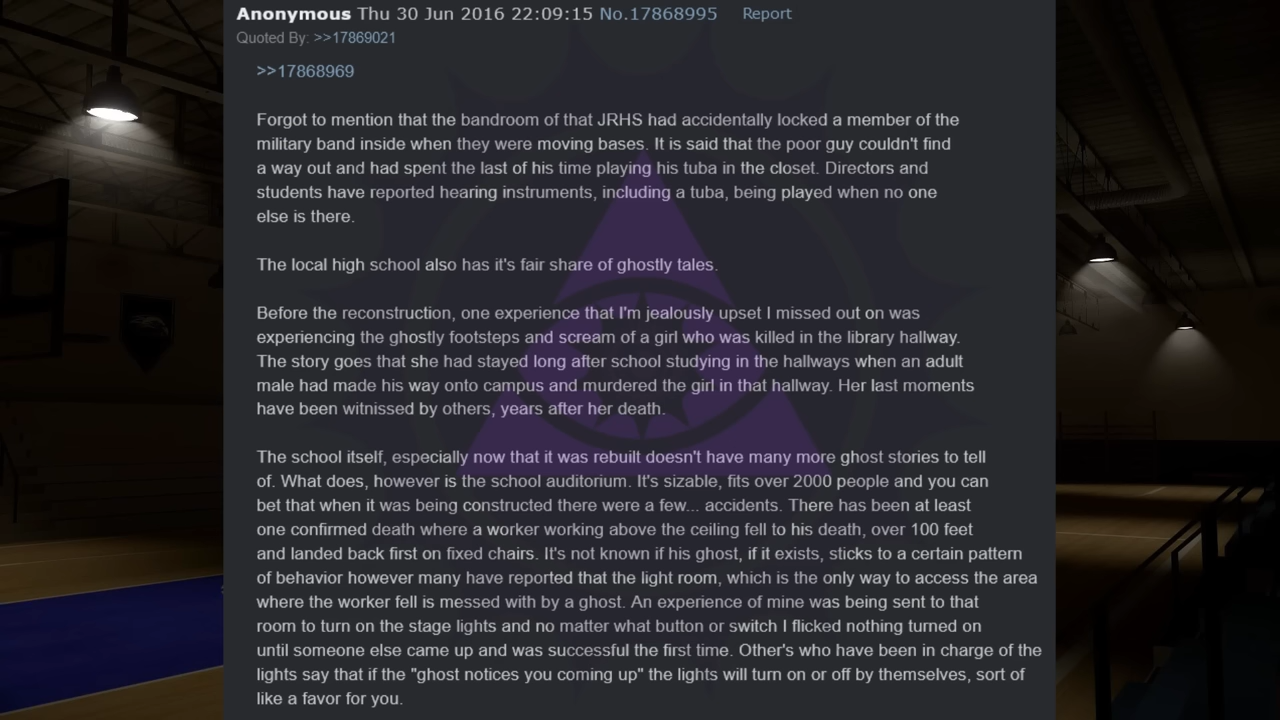 Anonymous Thu 30 Jun 2016 22:09:15 No.17868995 Report
Quoted By: >>17869021
>>17868969
Forgot to mention that the bandroom of that JRHS had accidentally locked a member of the
military band inside when they were moving bases. It is said that the poor guy couldn't find
a way out and had spent the last of his time playing his tuba in the closet. Directors and
students have reported hearing instruments, including a tuba, being played when no one
else is there.
The local high school also has it's fair share of ghostly tales.
Before the reconstruction, one experience that I'm jealously upset I missed out on was
experiencing the ghostly footsteps and scream of a girl who was killed in the library hallway.
The story goes that she had stayed long after school studying in the hallways when an adult
male had made his way onto campus and murdered the girl in that hallway. Her last moments
have been witnissed by others, years after her death.
The school itself, especially now that it was rebuilt doesn't have many more ghost stories to tell
of. What does, however is the school auditorium. It's sizable, fits over 2000 people and you can
bet that when it was being constructed there were a few... accidents. There has been at least
one confirmed death where a worker working above the ceiling fell to his death, over 100 feet
and landed back first on fixed chairs. It's not known if his ghost, if it exists, sticks to a certain pattern
of behavior however many have reported that the light room, which is the only way to access the area
where the worker fell is messed with by a ghost. An experience of mine was being sent to that
room to turn on the stage lights and no matter what button or switch I flicked nothing turned on
until someone else came up and was successful the first time. Other's who have been in charge of the
lights say that if the "ghost notices you coming up" the lights will turn on or off by themselves, sort of
like a favor for you.